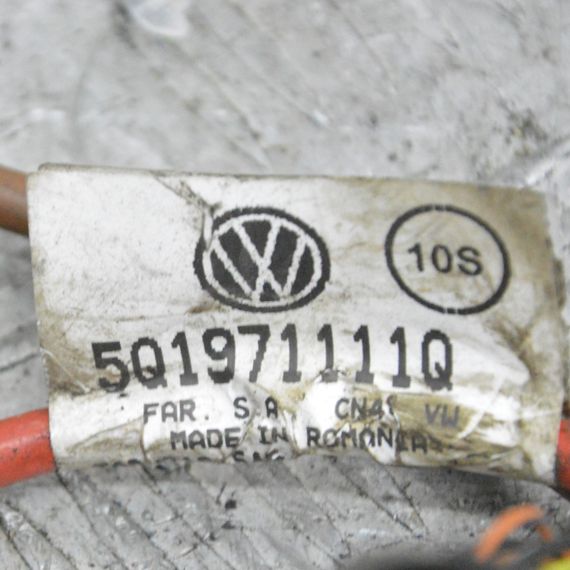 10S
5Q1971111Q
FAR. S.A VW
MADE IN ROMANIA